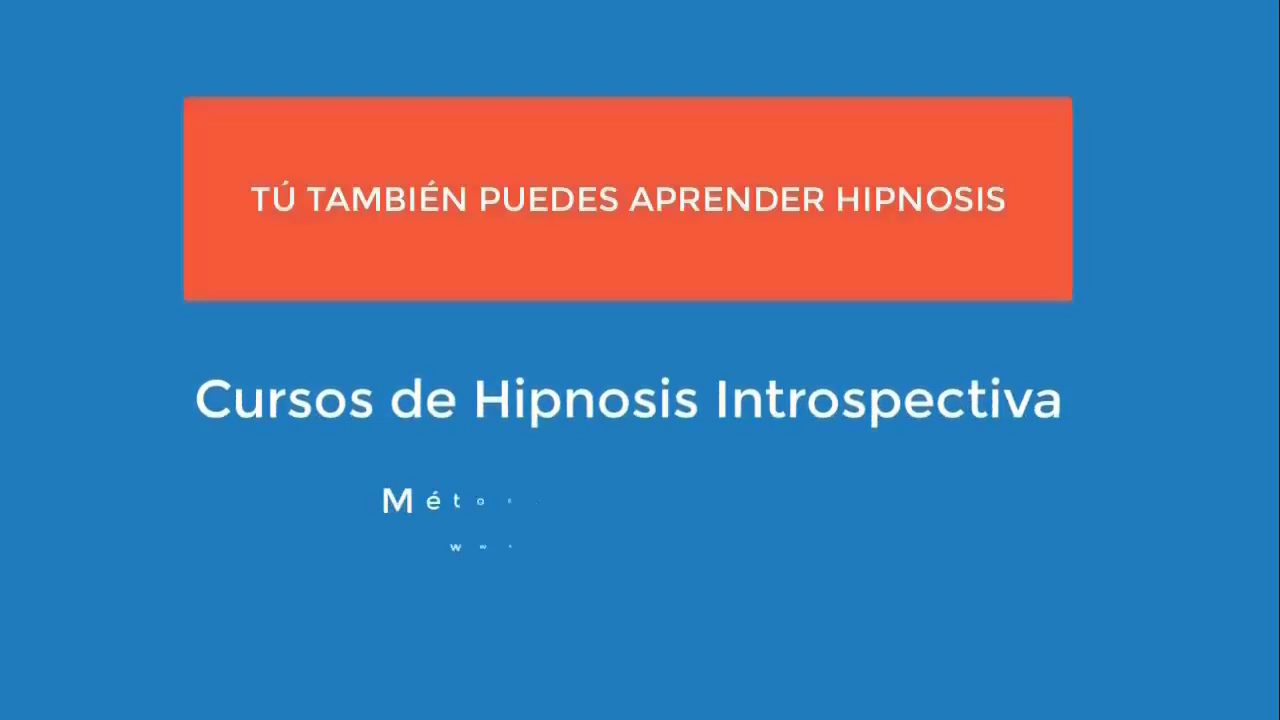 TÚ TAMBIÉN PUEDES APRENDER HIPNOSIS
Cursos de Hipnosis Introspectiva